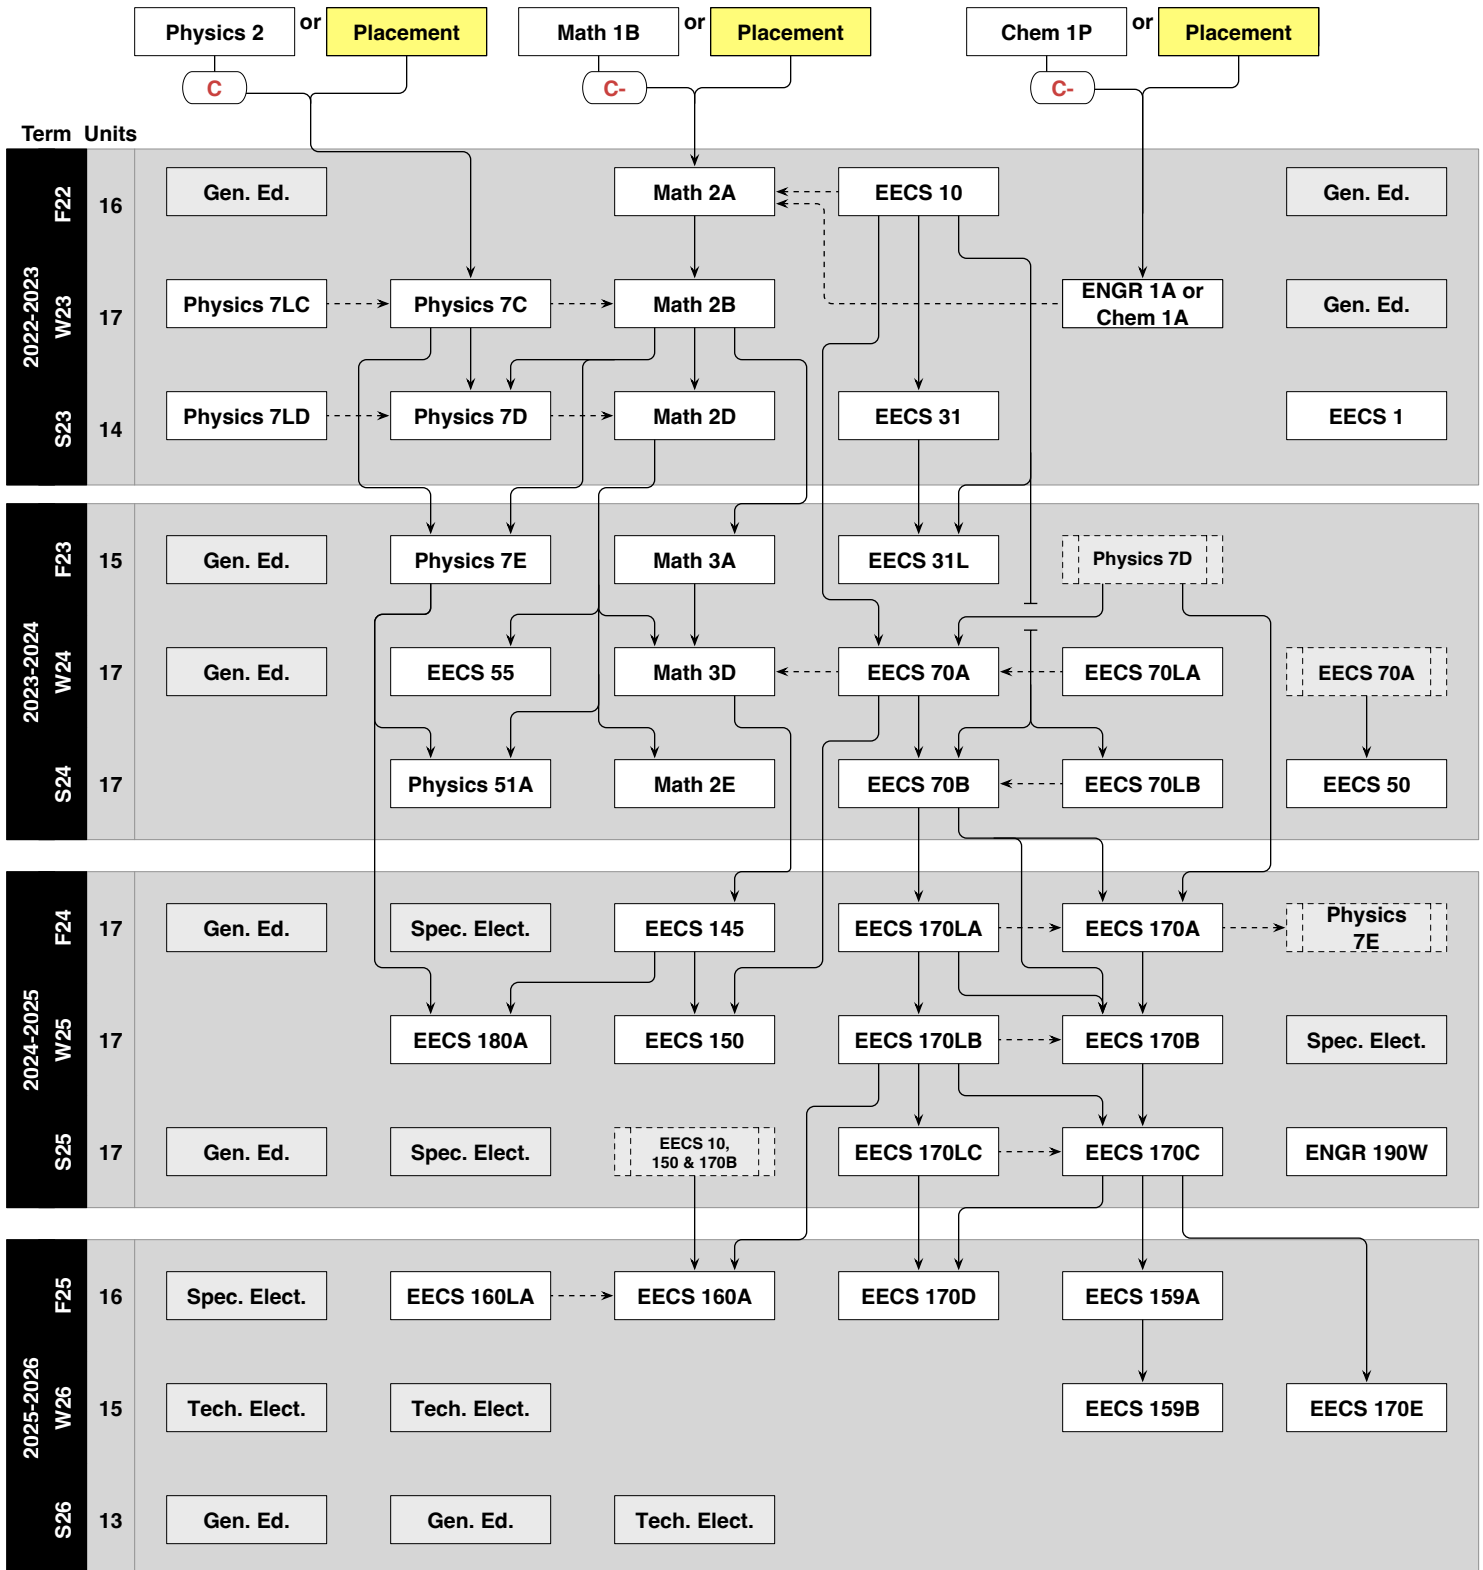 Physics 2 or Placement Math 1B or Placement Chem 1P or Placement
C C- C-
Term Units
2022-2023
F22 16 Gen. Ed. Math 2A EECS 10 Gen. Ed.
W23 17 Physics 7LC Physics 7C Math 2B ENGR 1A or
Chem 1A Gen. Ed.
S23 14 Physics 7LD Physics 7D Math 2D EECS 31 EECS 1
2023-2024
F23 15 Gen. Ed. Physics 7E Math 3A EECS 31L Physics 7D
W24 17 Gen. Ed. EECS 55 Math 3D EECS 70A EECS 70LA EECS 70A
S24 17 Physics 51A Math 2E EECS 70B EECS 70LB EECS 50
2024-2025
F24 17 Gen. Ed. Spec. Elect. EECS 145 EECS 170LA EECS 170A Physics
7E
W25 17 EECS 180A EECS 150 EECS 170LB EECS 170B Spec. Elect.
S25 17 Gen. Ed. Spec. Elect. EECS 10,
150 & 170B EECS 170LC EECS 170C ENGR 190W
2025-2026
F25 16 Spec. Elect. EECS 160LA EECS 160A EECS 170D EECS 159A
W26 15 Tech. Elect. Tech. Elect. EECS 159B EECS 170E
S26 13 Gen. Ed. Gen. Ed. Tech. Elect.